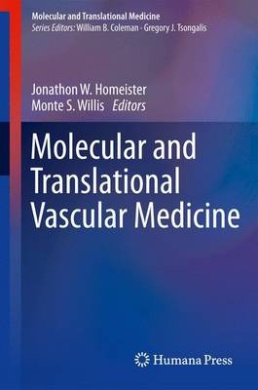 Molecular and Translational Medicine
Series Editors: William B. Coleman · Gregory J. Tsongalis
Jonathon W. Homeister
Monte S. Willis Editors
Molecular and
Translational
Vascular Medicine
Humana Press